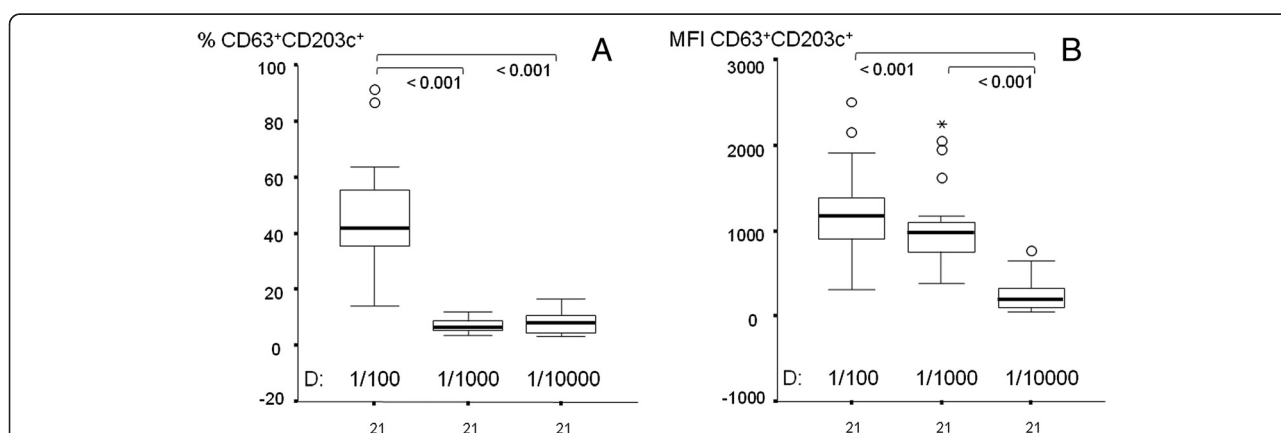 % CD63⁺CD203c⁺
A
< 0.001
< 0.001
100
80
60
40
20
0
-20
D: 1/100 1/1000 1/10000
21 21 21
MFI CD63⁺CD203c⁺
B
< 0.001
< 0.001
3000
2000
*
1000
0
-1000
D: 1/100 1/1000 1/10000
21 21 21